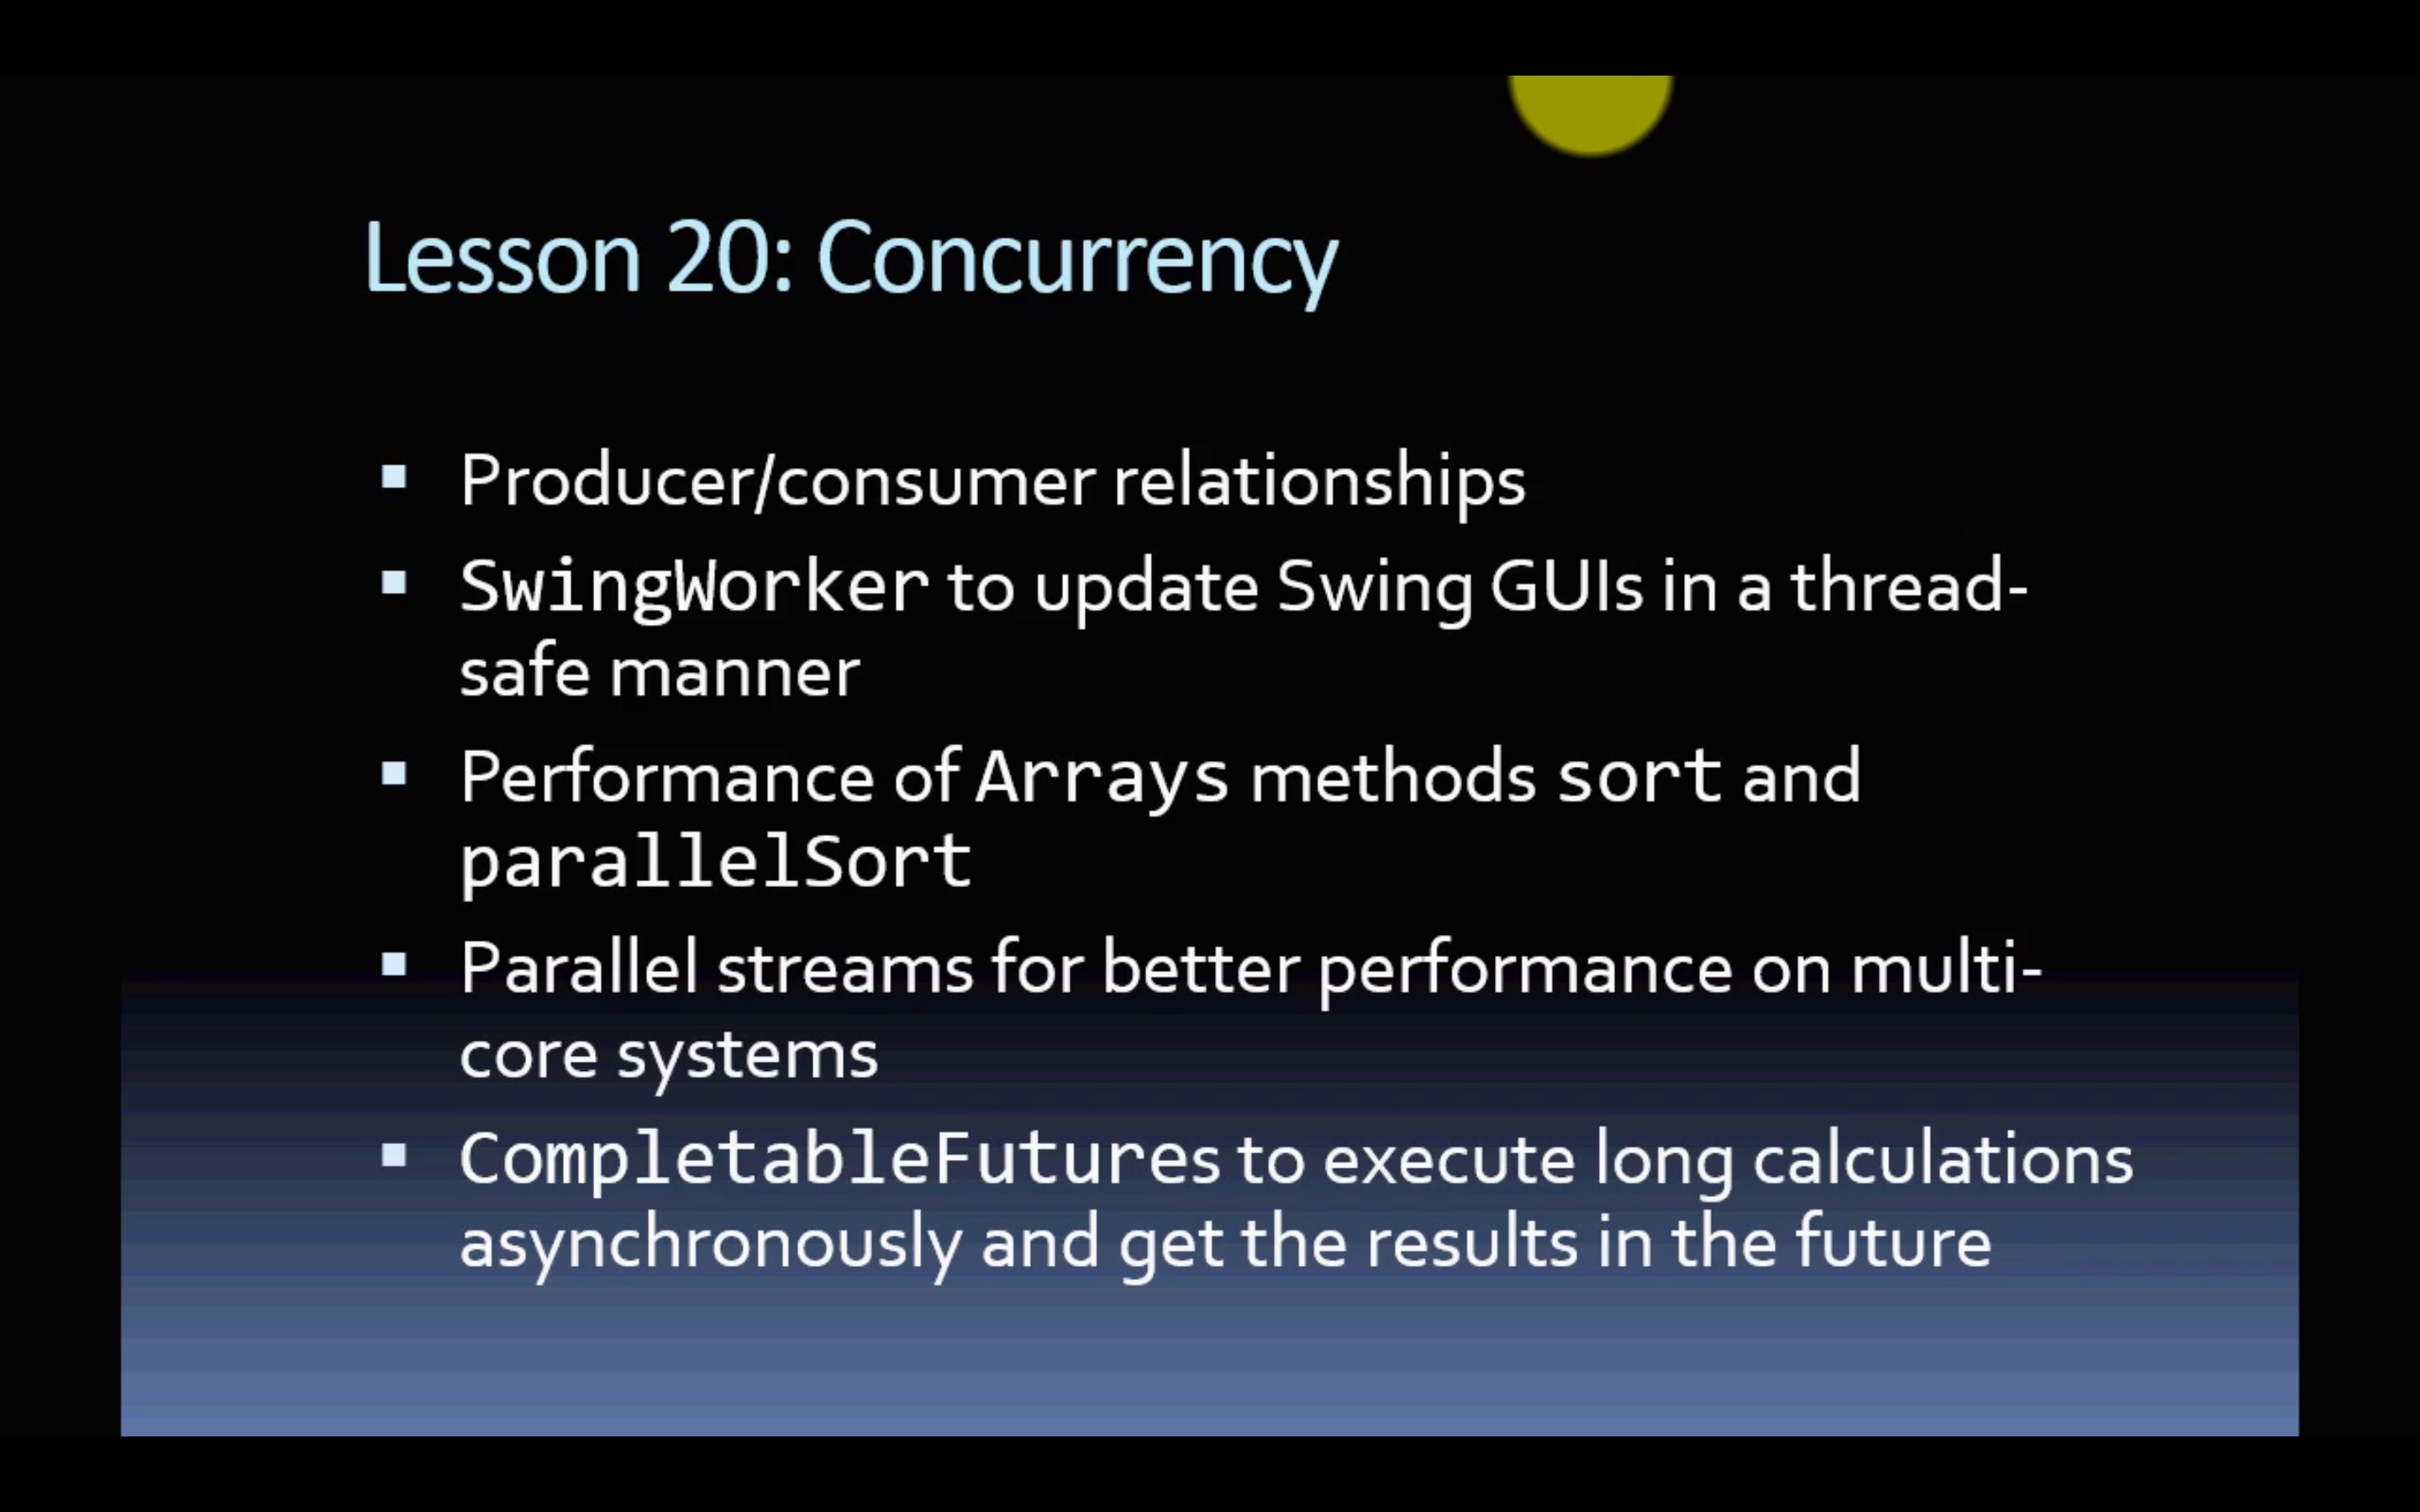 Lesson 20: Concurrency
Producer/consumer relationships
SwingWorker to update Swing GUIs in a thread-
safe manner
Performance of Arrays methods sort and
parallelSort
Parallel streams for better performance on multi-
core systems
CompletableFutures to execute long calculations
asynchronously and get the results in the future